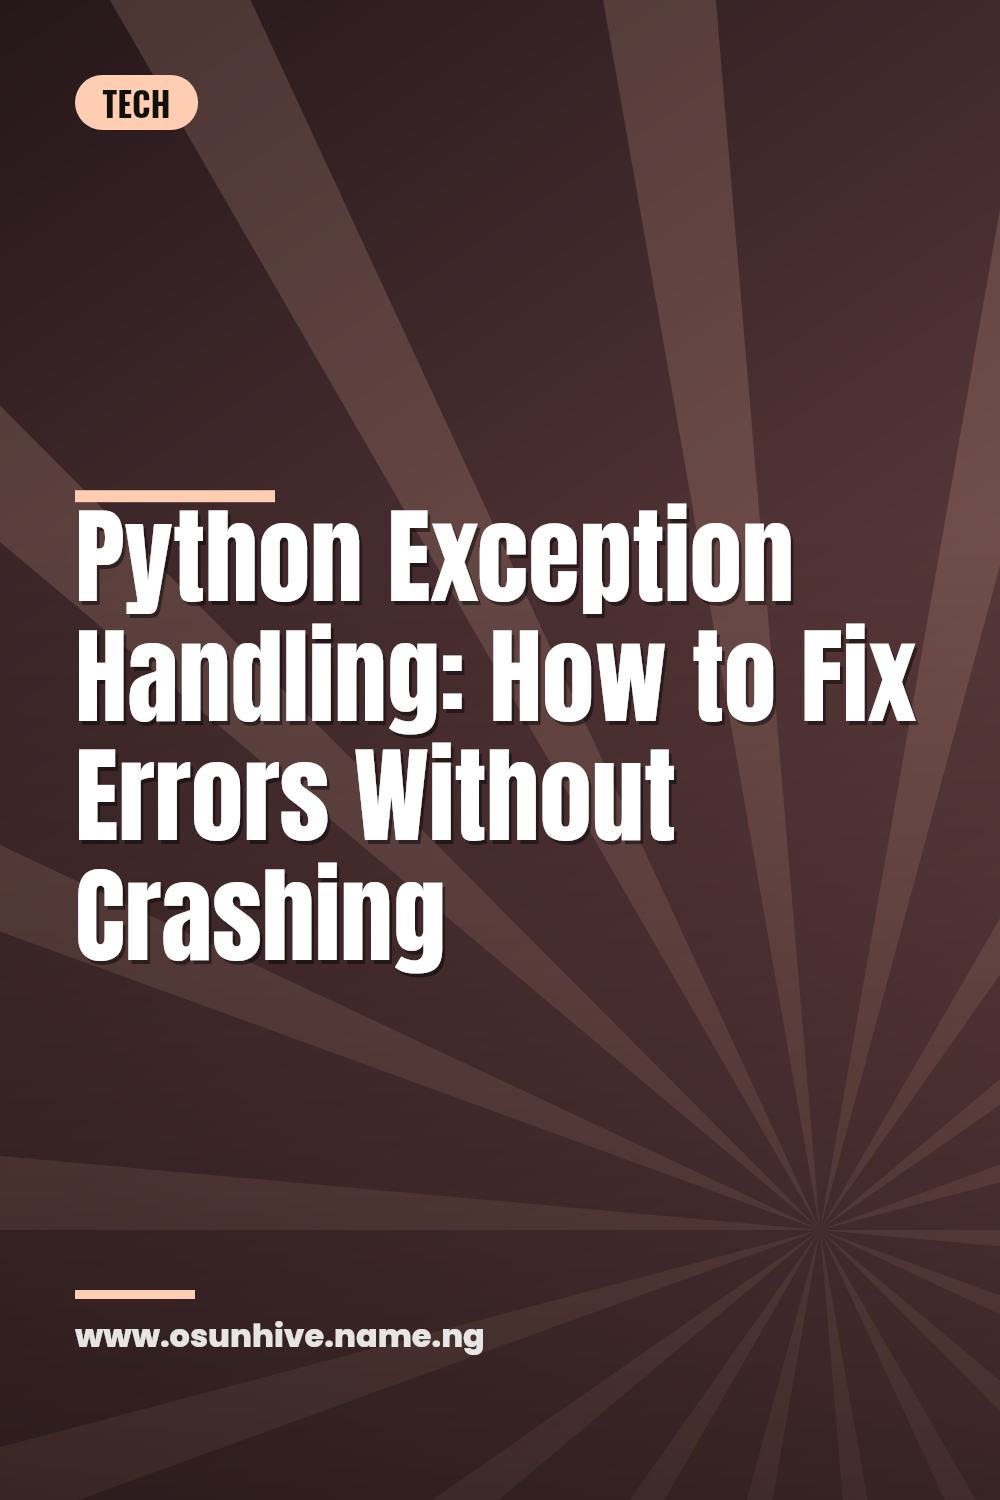 TECH
Python Exception
Handling: How to Fix
Errors Without
Crashing
www.osunhive.name.ng